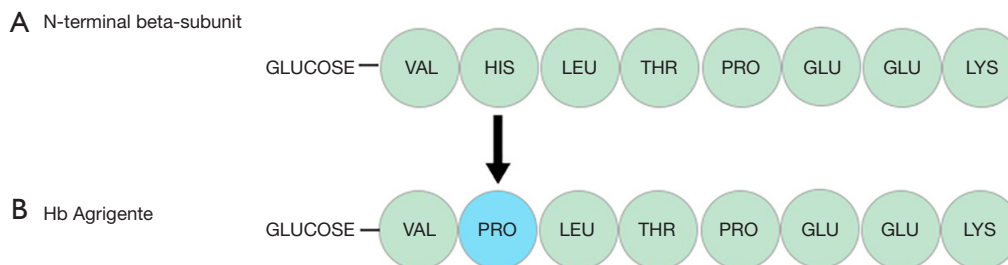 A N-terminal beta-subunit
GLUCOSE VAL HIS LEU THR PRO GLU GLU LYS
B Hb Agrigente
GLUCOSE VAL PRO LEU THR PRO GLU GLU LYS